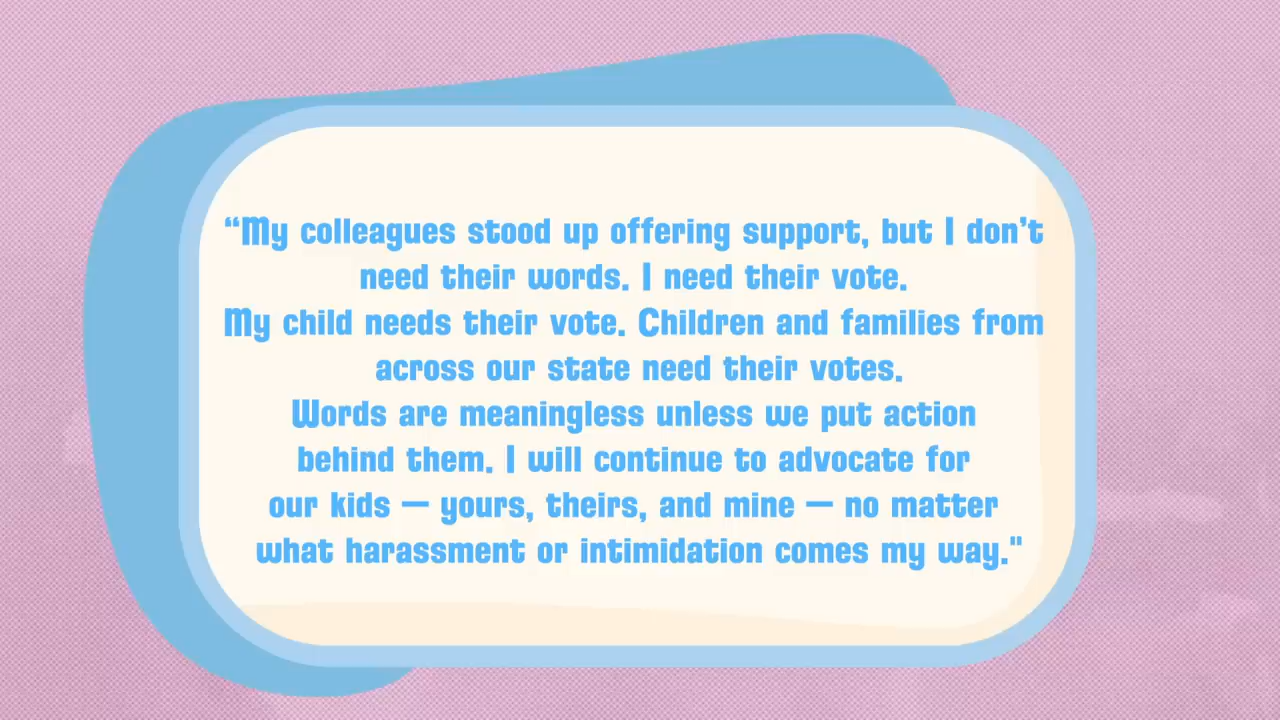 “My colleagues stood up offering support, but I don’t
need their words. I need their vote.
My child needs their vote. Children and families from
across our state need their votes.
Words are meaningless unless we put action
behind them. I will continue to advocate for
our kids — yours, theirs, and mine — no matter
what harassment or intimidation comes my way."